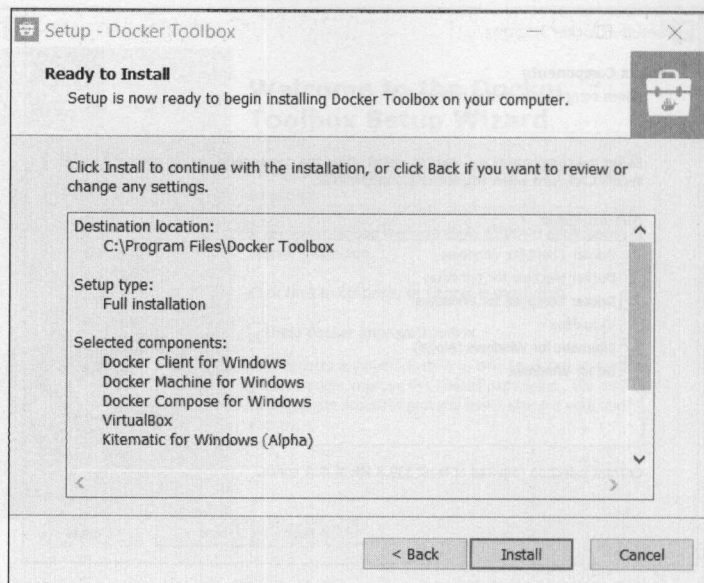 Setup - Docker Toolbox
Ready to Install
Setup is now ready to begin installing Docker Toolbox on your computer.
Click Install to continue with the installation, or click Back if you want to review or
change any settings.
Destination location:
C:\Program Files\Docker Toolbox
Setup type:
Full installation
Selected components:
Docker Client for Windows
Docker Machine for Windows
Docker Compose for Windows
VirtualBox
Kitematic for Windows (Alpha)
< Back
Install
Cancel